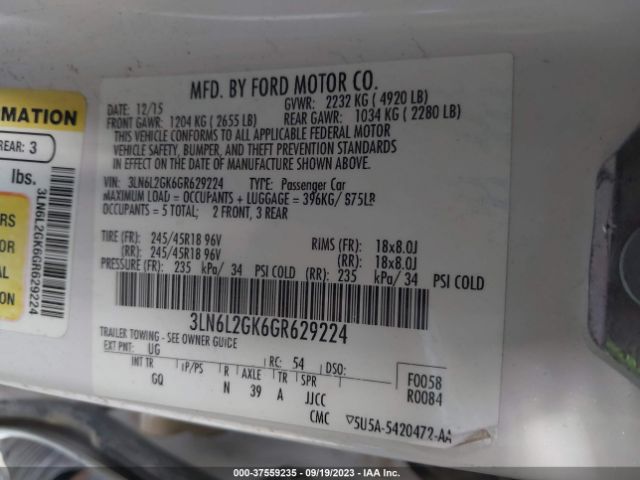 RMATION
REAR: 3
lbs.
RS
OR
AL
ION
3LN6L2GK6GR629224
MFD. BY FORD MOTOR CO.
DATE: 12/15
GVWR: 2232 KG ( 4920 LB)
FRONT GAWR: 1204 KG ( 2655 LB)
REAR GAWR: 1034 KG ( 2280 LB)
THIS VEHICLE CONFORMS TO ALL APPLICABLE FEDERAL MOTOR
VEHICLE SAFETY, BUMPER, AND THEFT PREVENTION STANDARDS
IN EFFECT ON THE DATE OF MANUFACTURE SHOWN ABOVE.
VIN: 3LN6L2GK6GR629224 TYPE: Passenger Car
MAXIMUM LOAD = OCCUPANTS + LUGGAGE = 396KG/ 875LB
OCCUPANTS = 5 TOTAL; 2 FRONT, 3 REAR
TIRE (FR): 245/45R18 96V RIMS (FR): 18x8.0J
(RR): 245/45R18 96V (RR): 18x8.0J
PRESSURE (FR): 235 kPa/ 34 PSI COLD (RR): 235 kPa/ 34 PSI COLD
3LN6L2GK6GR629224
TRAILER TOWING - SEE OWNER GUIDE
EXT PNT: UG RC: 54 DSO:
INT TR TP/PS R AXLE TR SPR
GQ N 39 A JJCC
CMC
F0058
R0084
5U5A-5420472-AA
000-37559235 - 09/19/2023 - IAA Inc.